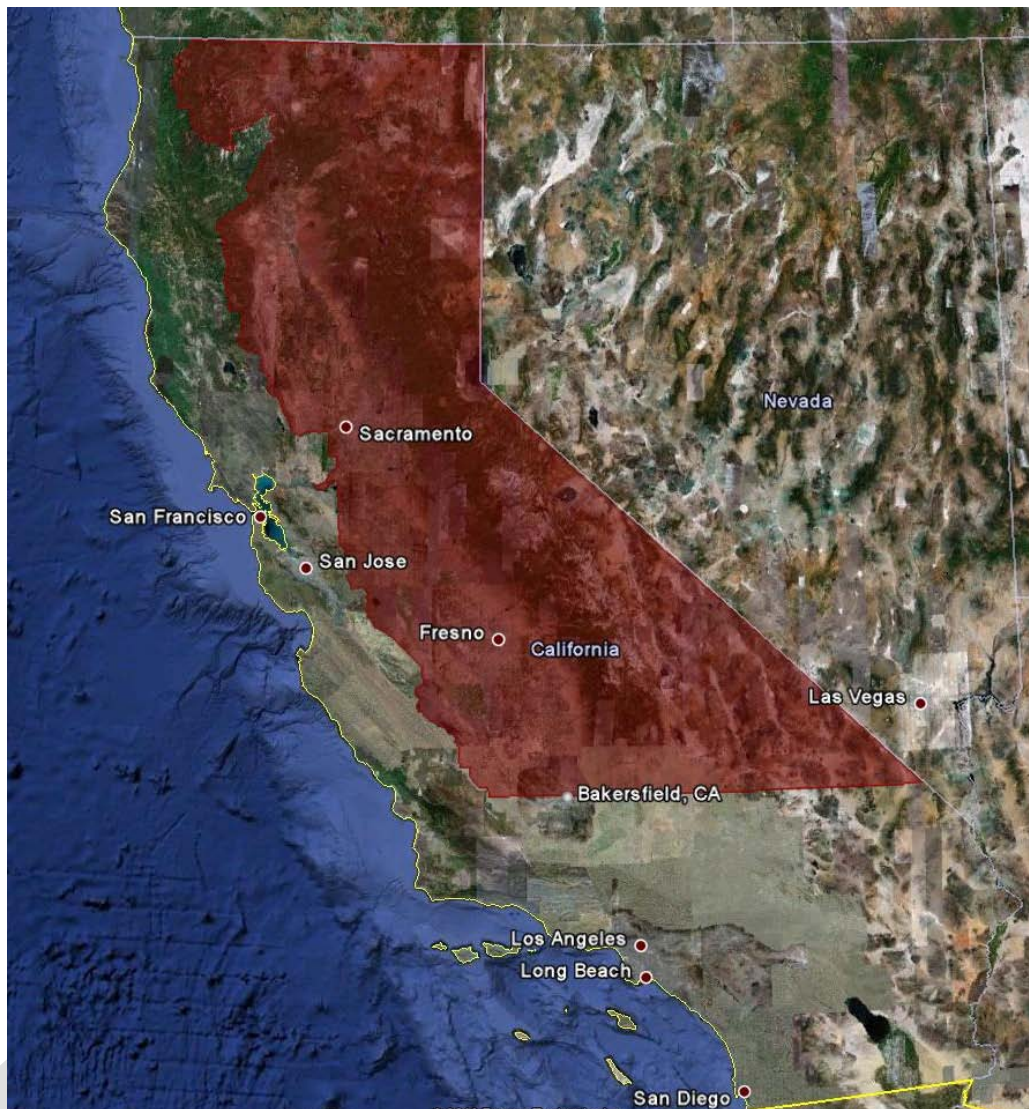 Nevada
Sacramento
San Francisco
San Jose
Fresno
California
Las Vegas
Bakersfield, CA
Los Angeles
Long Beach
San Diego